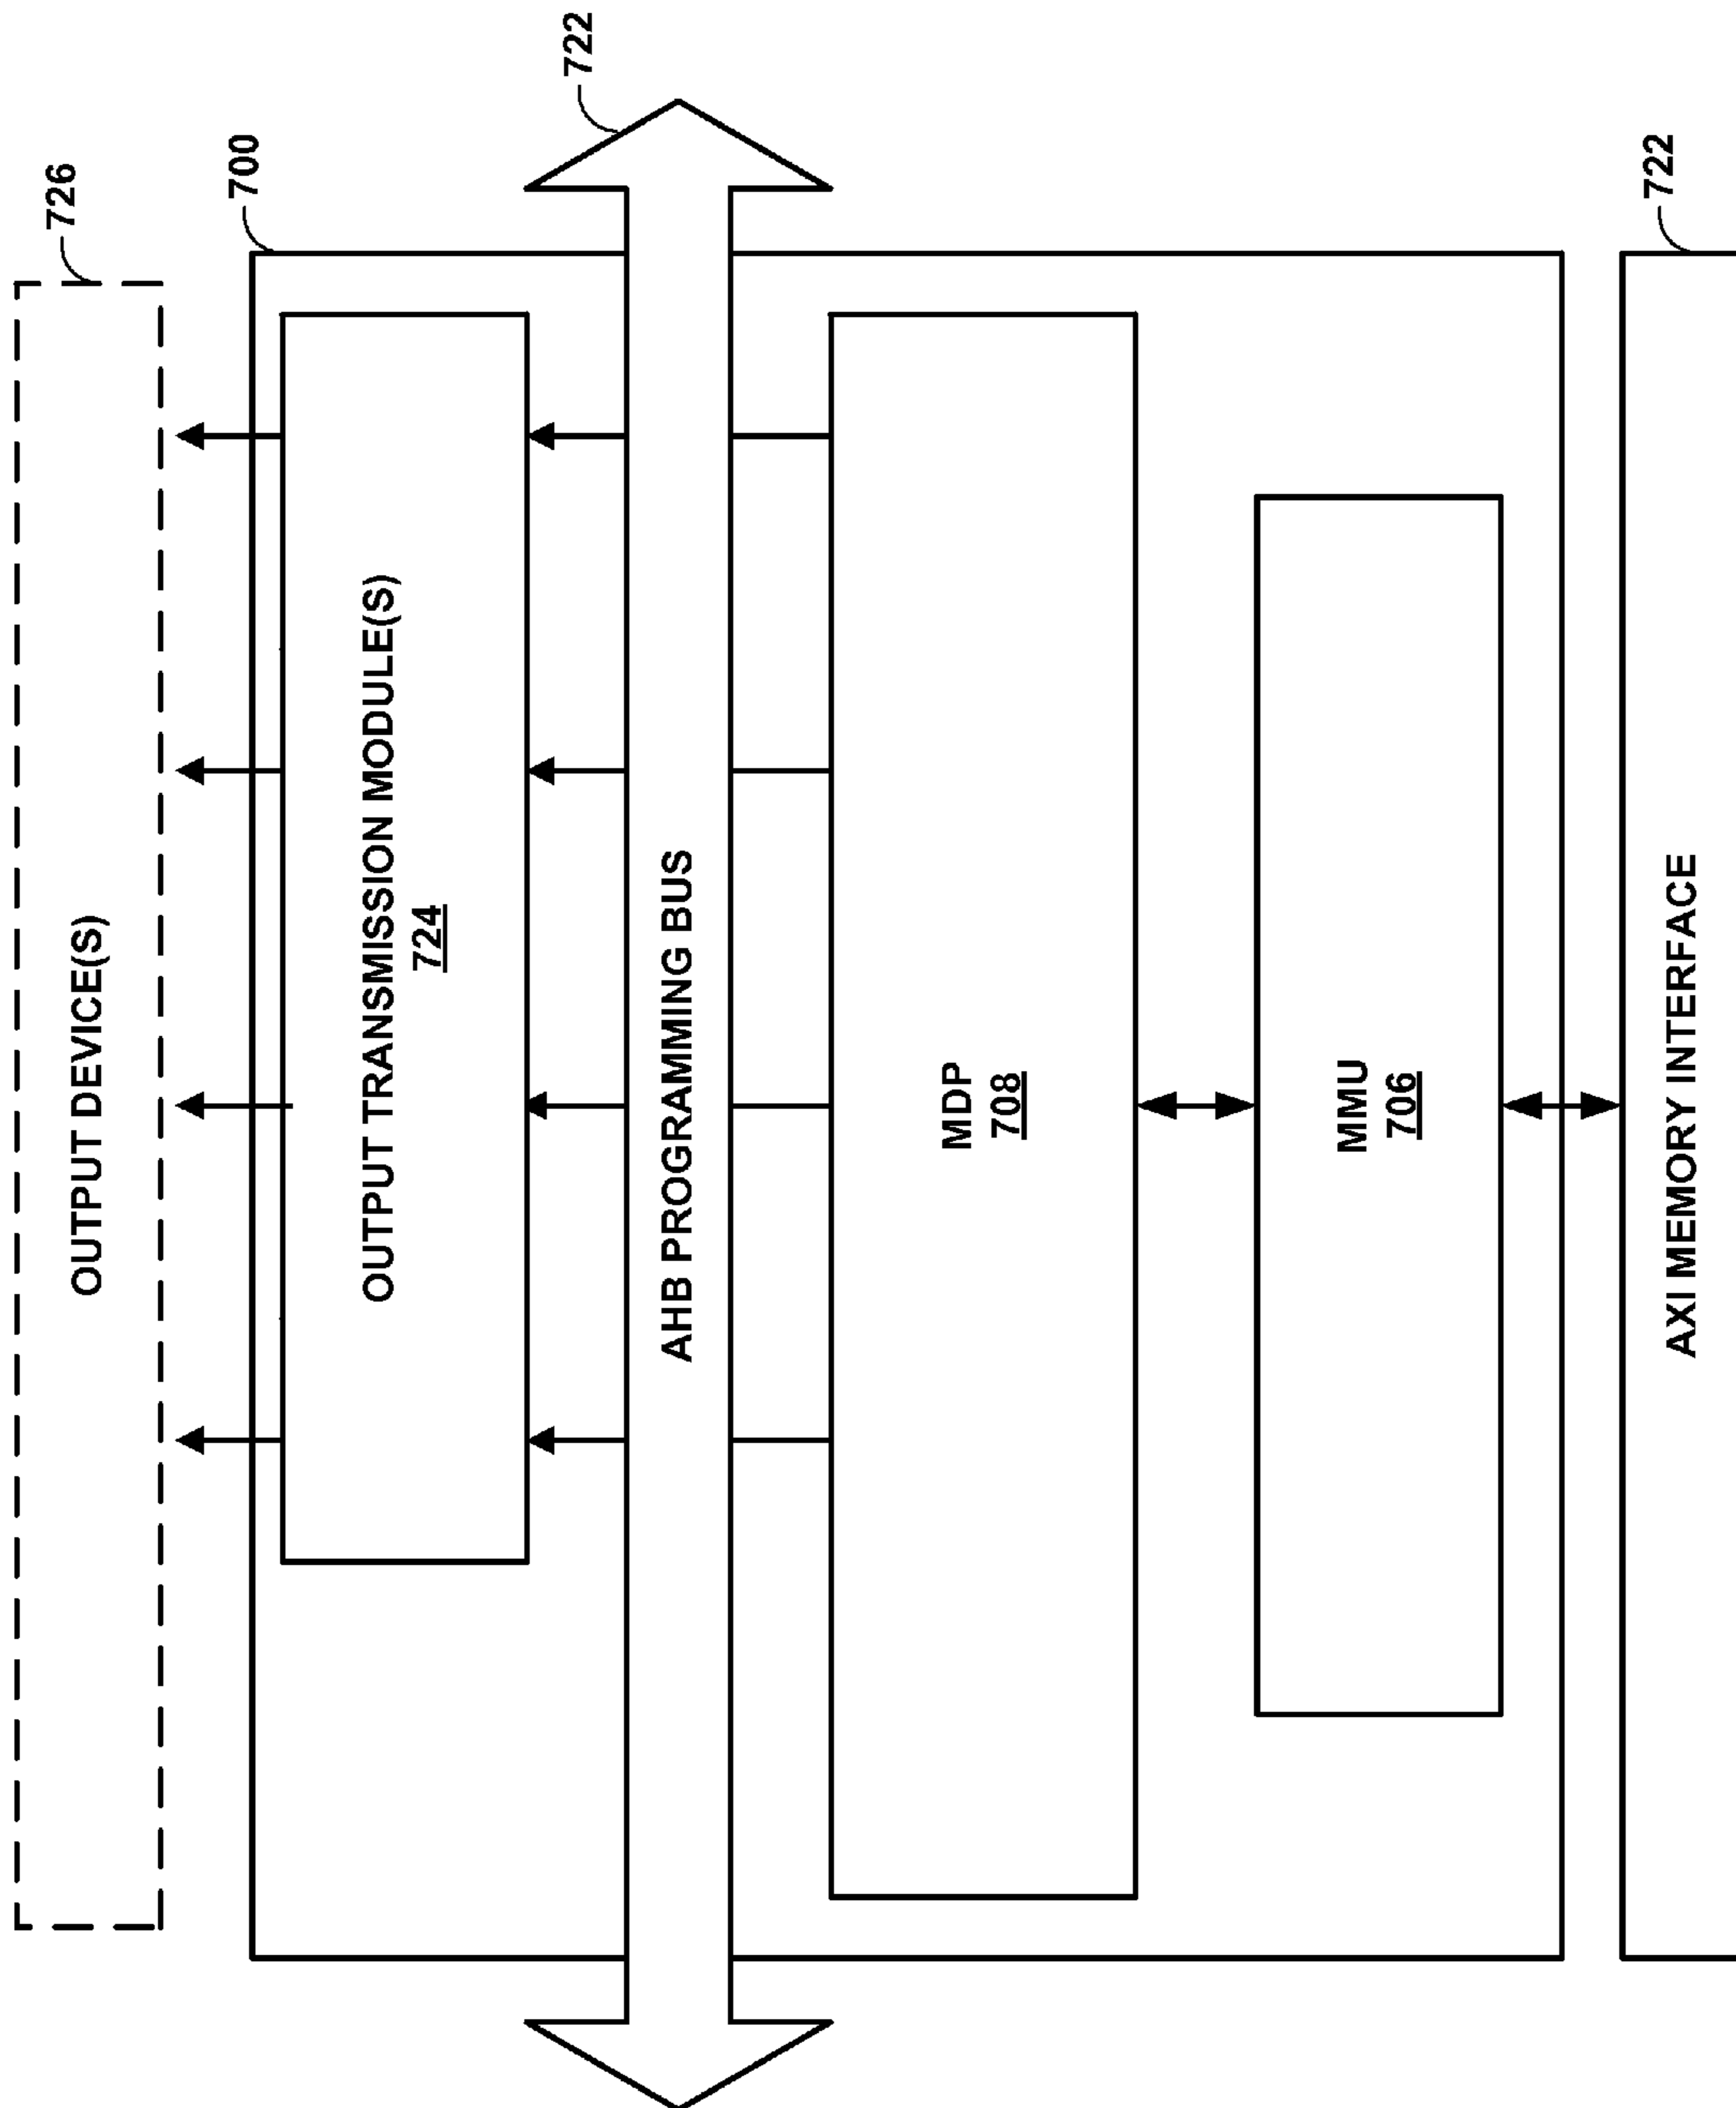 OUTPUT DEVICE(S)
726
700
OUTPUT TRANSMISSION MODULE(S)
724
722
AHB PROGRAMMING BUS
MDP
708
MMU
706
722
AXI MEMORY INTERFACE